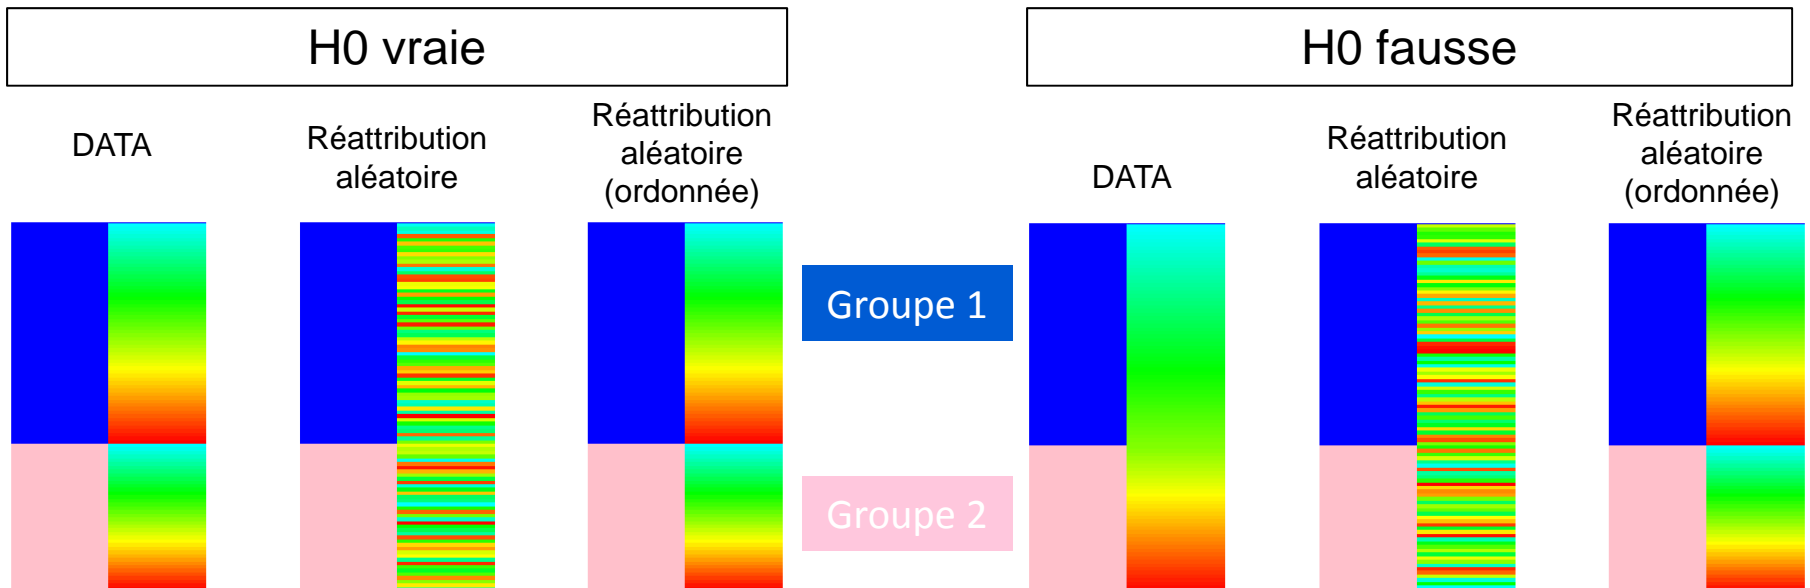 H0 vraie
DATA
Réattribution
aléatoire
Réattribution
aléatoire
(ordonnée)
Groupe 1
Groupe 2
H0 fausse
DATA
Réattribution
aléatoire
Réattribution
aléatoire
(ordonnée)